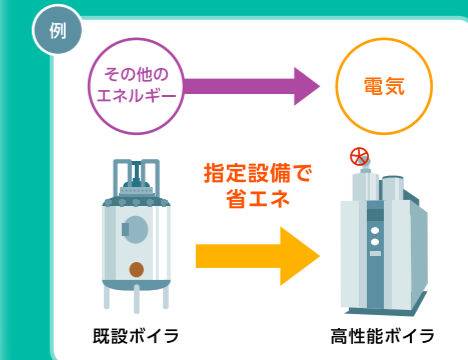 例
その他の
エネルギー
電気
指定設備で
省エネ
既設ボイラ
高性能ボイラ